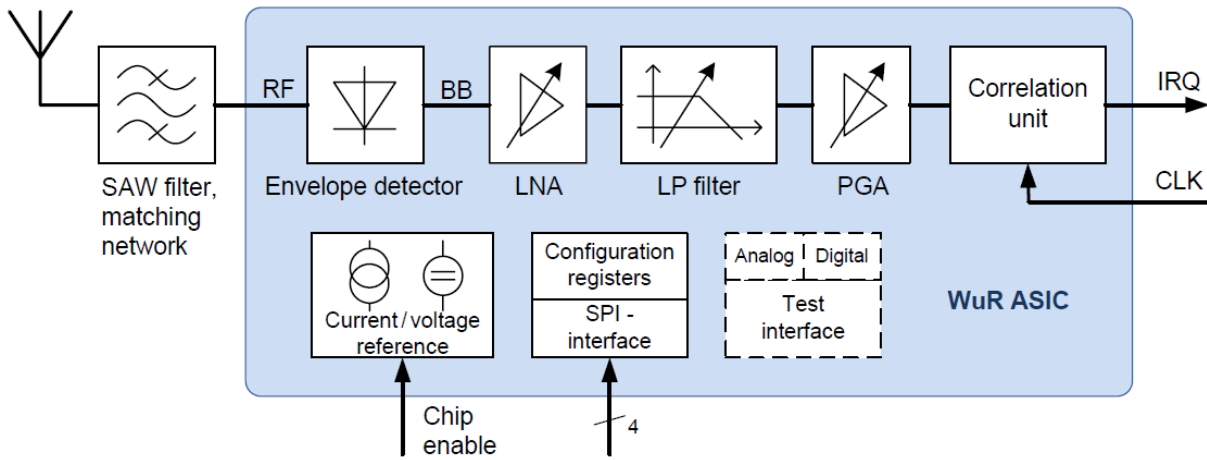 RF
BB
Correlation
unit
IRQ
CLK
SAW filter,
matching
network
Envelope detector
LNA
LP filter
PGA
Current / voltage
reference
Configuration
registers
SPI -
interface
Analog
Digital
Test
interface
WuR ASIC
Chip
enable
4